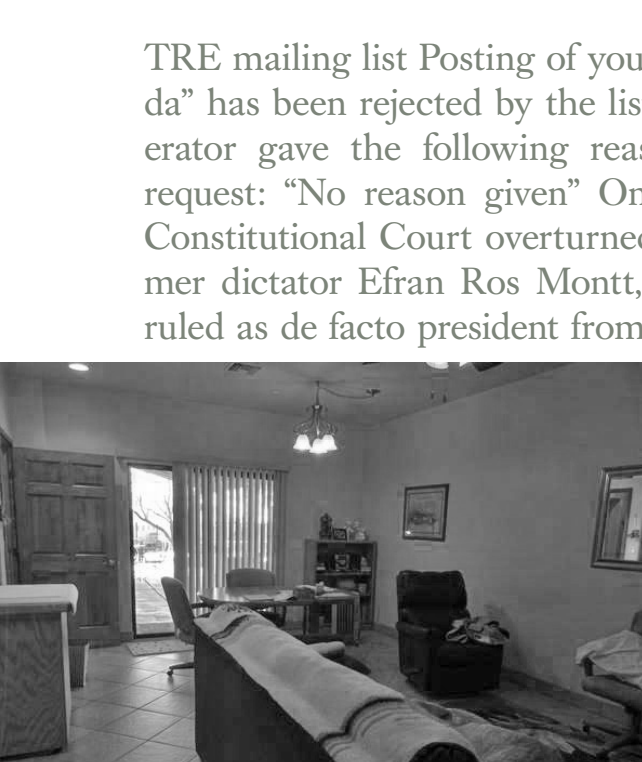 TRE mailing list Posting of you
da” has been rejected by the lis
erator gave the following reas
request: “No reason given” On
Constitutional Court overturned
mer dictator Efran Ros Montt,
ruled as de facto president from